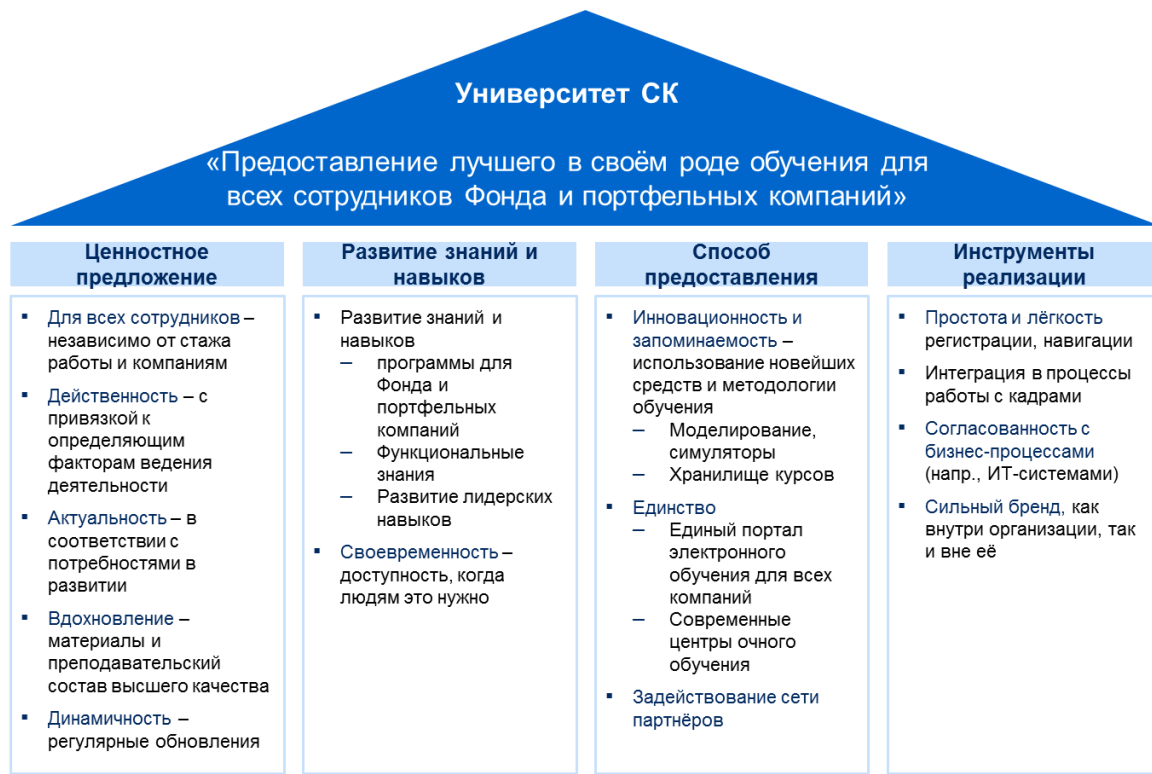 Университет СК
«Предоставление лучшего в своём роде обучения для
всех сотрудников Фонда и портфельных компаний»
Ценностное
предложение
▪ Для всех сотрудников –
независимо от стажа
работы и компаниям
▪ Действенность – с
привязкой к
определяющим
факторам ведения
деятельности
▪ Актуальность – в
соответствии с
потребностями в
развитии
▪ Вдохновление –
материалы и
преподавательский
состав высшего качества
▪ Динамичность –
регулярные обновления
Развитие знаний и
навыков
▪ Развитие знаний и
навыков
– программы для
Фонда и
портфельных
компаний
– Функциональные
знания
– Развитие лидерских
навыков
▪ Своевременность –
доступность, когда
людям это нужно
Способ
предоставления
▪ Инновационность и
запоминаемость –
использование новейших
средств и методологии
обучения
– Моделирование,
симуляторы
– Хранилище курсов
▪ Единство
– Единый портал
электронного
обучения для всех
компаний
– Современные
центры очного
обучения
▪ Задействование сети
партнёров
Инструменты
реализации
▪ Простота и лёгкость
регистрации, навигации
▪ Интеграция в процессы
работы с кадрами
▪ Согласованность с
бизнес-процессами
(напр., ИТ-системами)
▪ Сильный бренд, как
внутри организации, так
и вне её